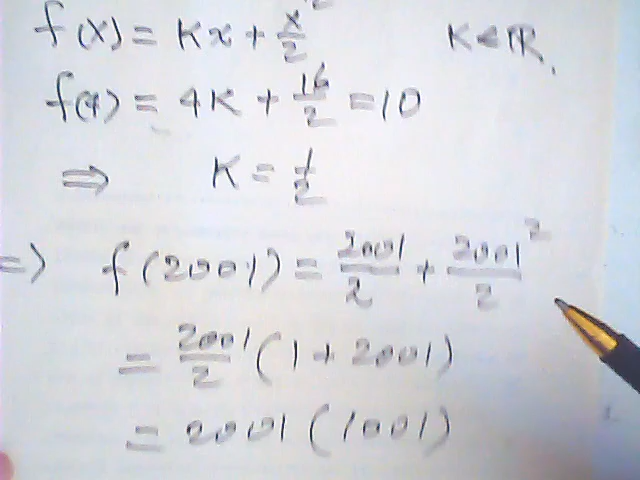 f(x) = Kx + x²/2 K ∈ IR.
f(4) = 4K + 16/2 = 10
⇒ K = 1/2
=> f(2001) = 2001/2 + 2001²/2
= 2001/2 (1 + 2001)
= 2001 (1001)